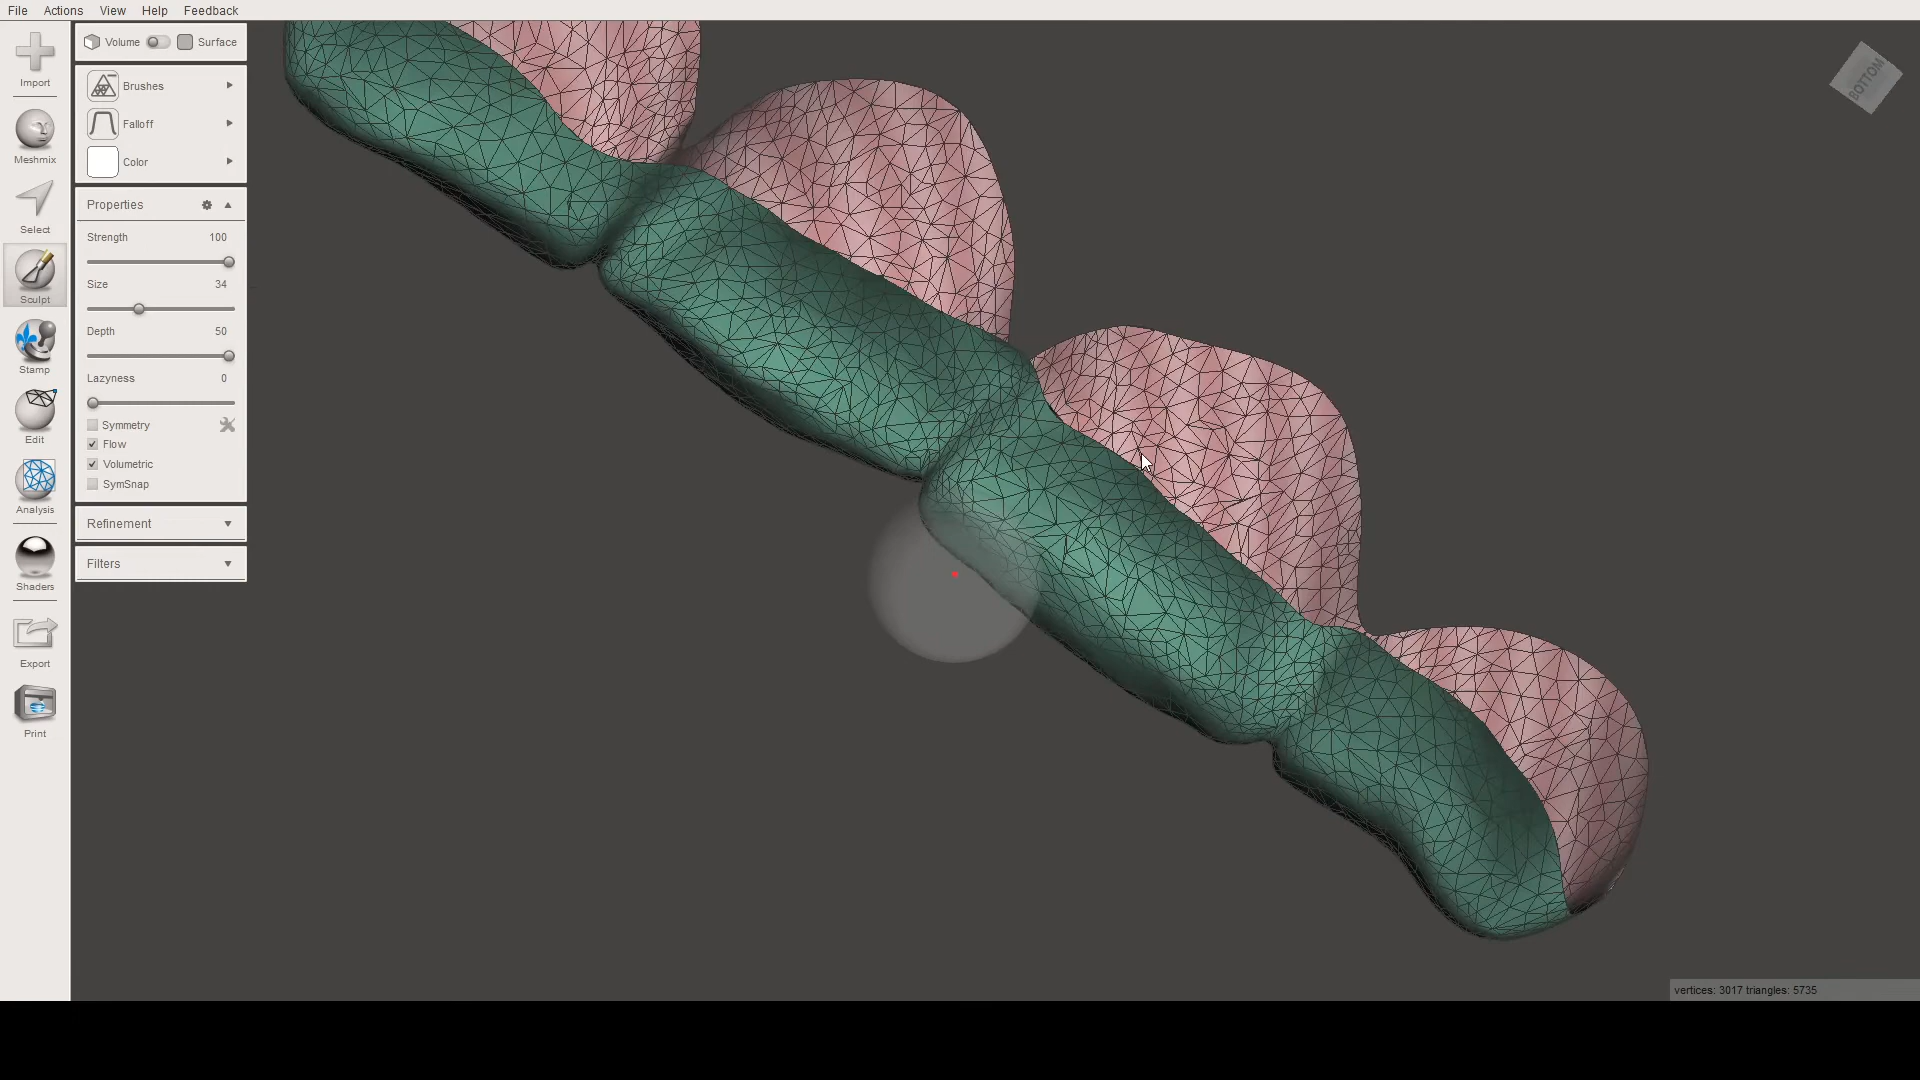 File Actions View Help Feedback
Import
Meshmix
Select
Sculpt
Stamp
Edit
Analysis
Shaders
Export
Print
Volume Surface
Brushes
Falloff
Color
Properties
Strength 100
Size 34
Depth 50
Lazyness 0
Symmetry
Flow
Volumetric
SymSnap
Refinement
Filters
BOTTOM
vertices: 3017 triangles: 5735